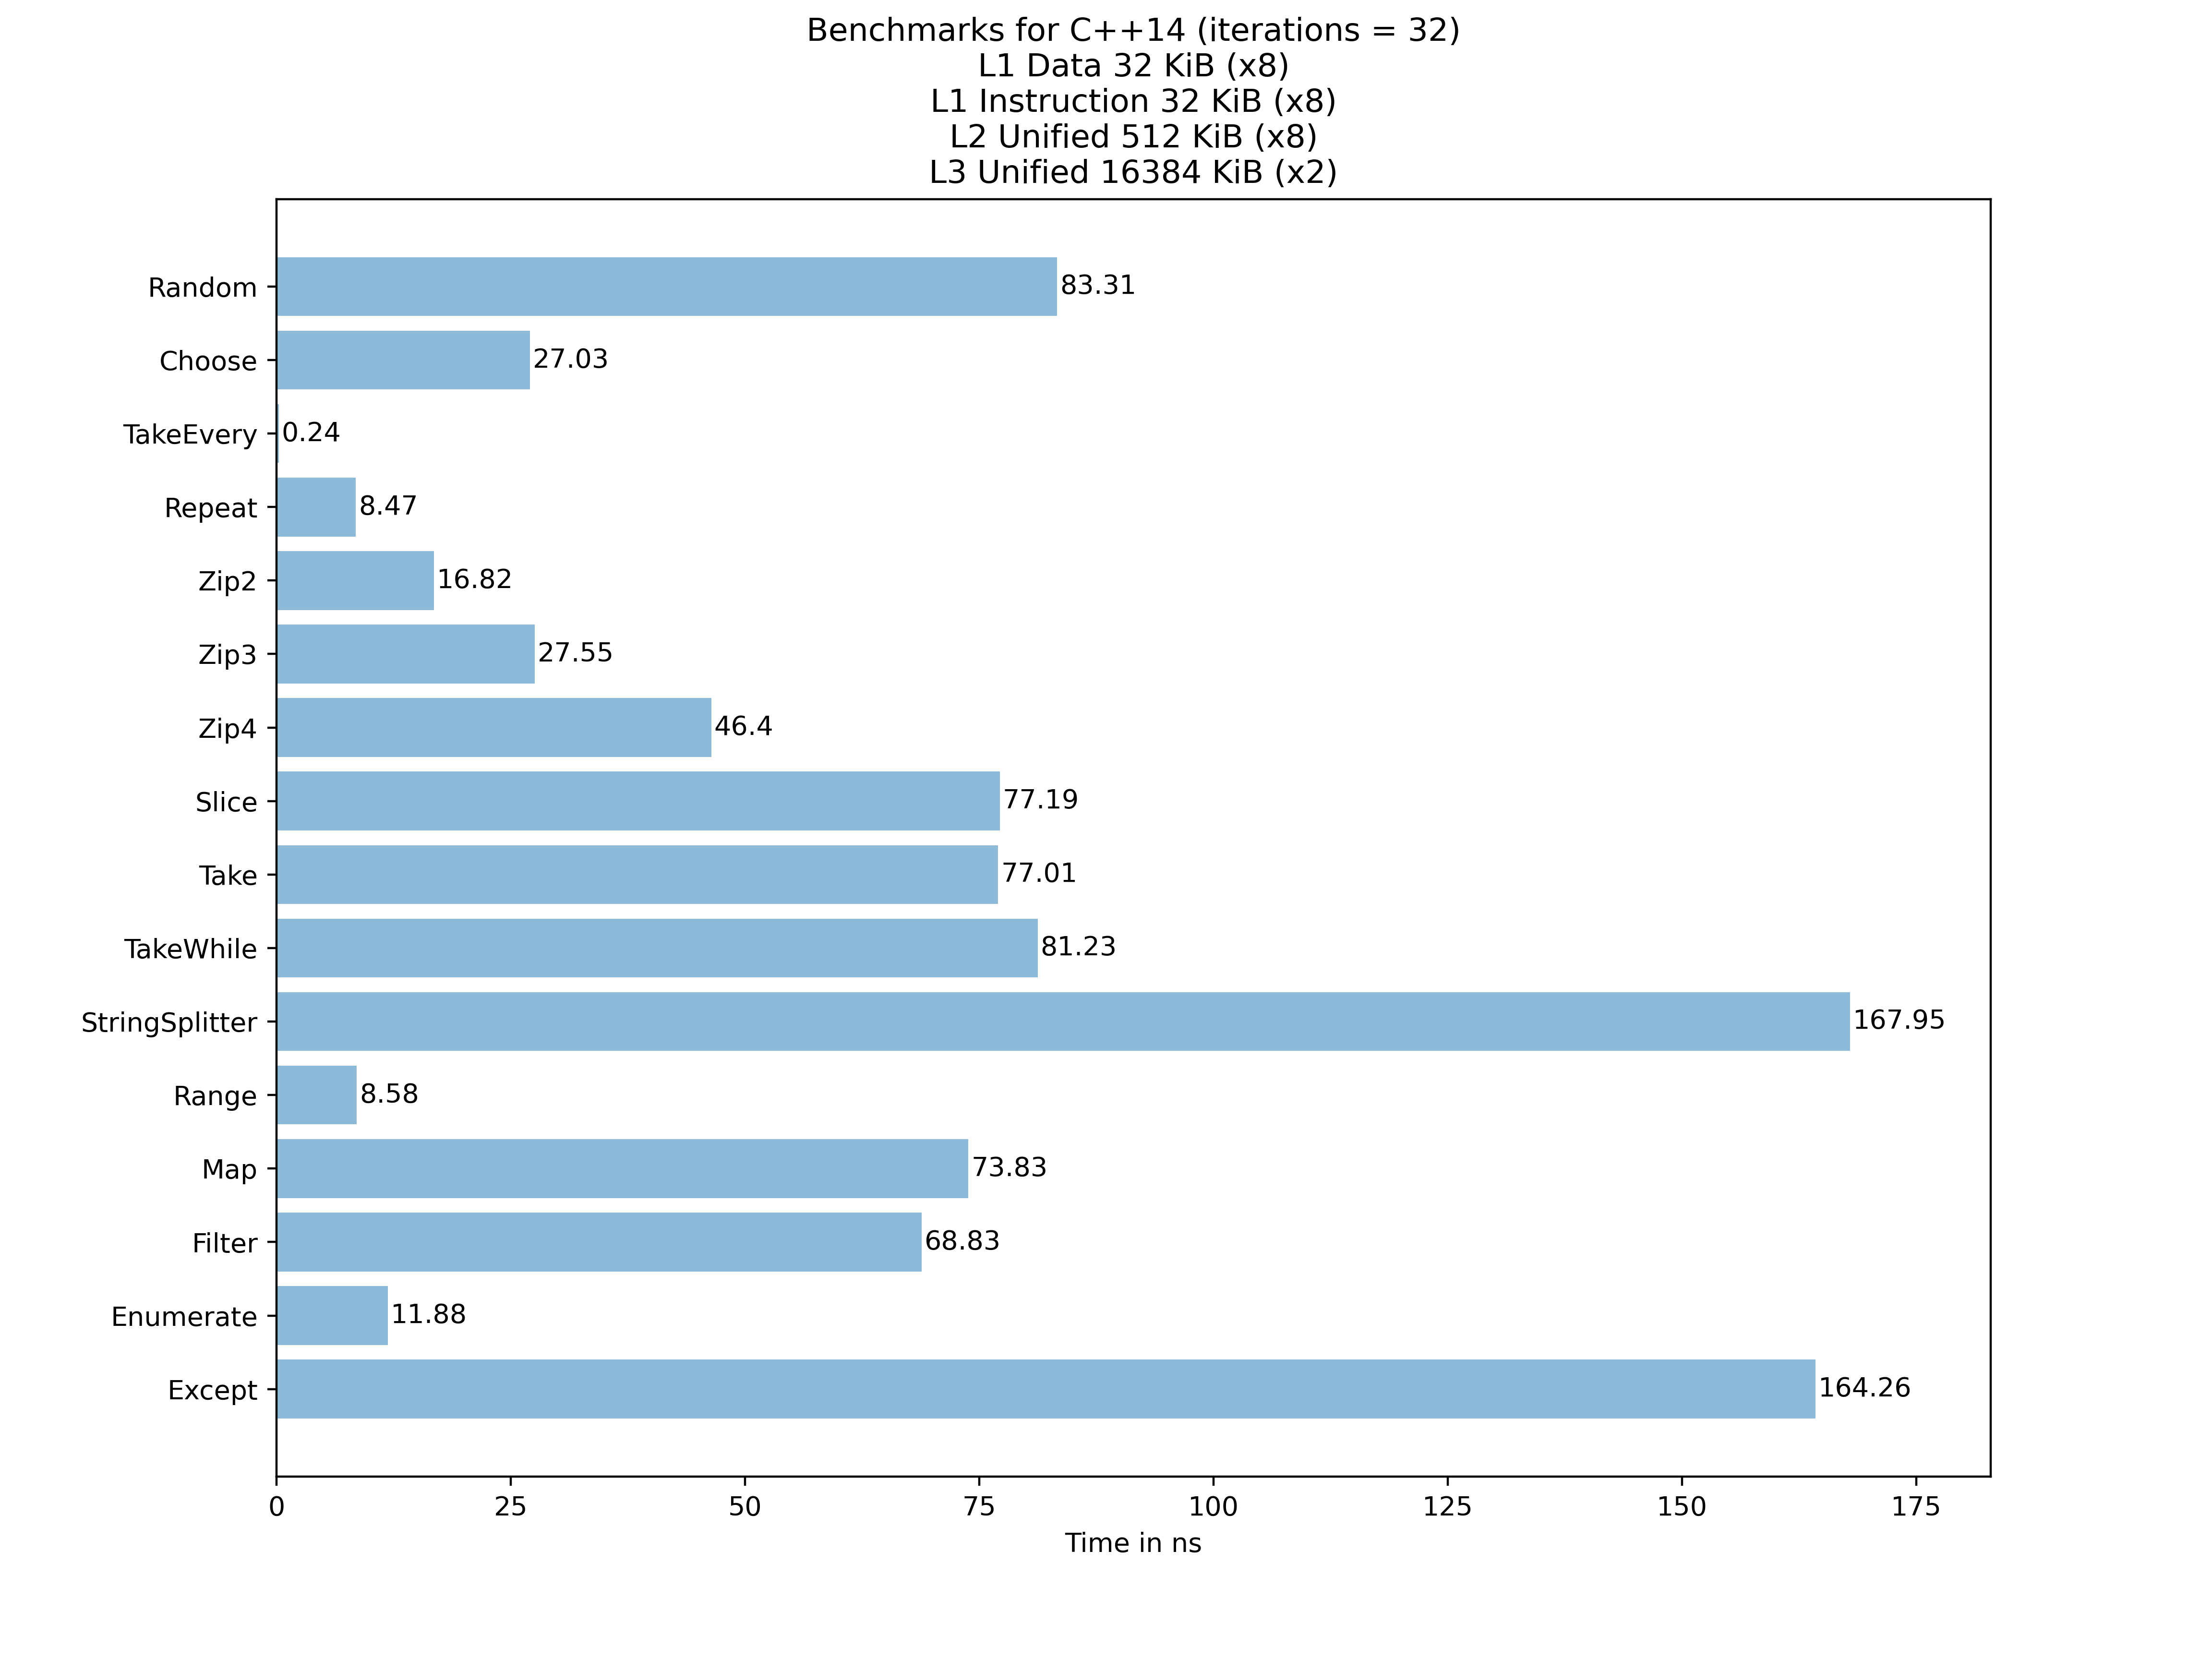 Benchmarks for C++14 (iterations = 32)
L1 Data 32 KiB (x8)
L1 Instruction 32 KiB (x8)
L2 Unified 512 KiB (x8)
L3 Unified 16384 KiB (x2)
Random 83.31
Choose 27.03
TakeEvery 0.24
Repeat 8.47
Zip2 16.82
Zip3 27.55
Zip4 46.4
Slice 77.19
Take 77.01
TakeWhile 81.23
StringSplitter 167.95
Range 8.58
Map 73.83
Filter 68.83
Enumerate 11.88
Except 164.26
0 25 50 75 100 125 150 175
Time in ns